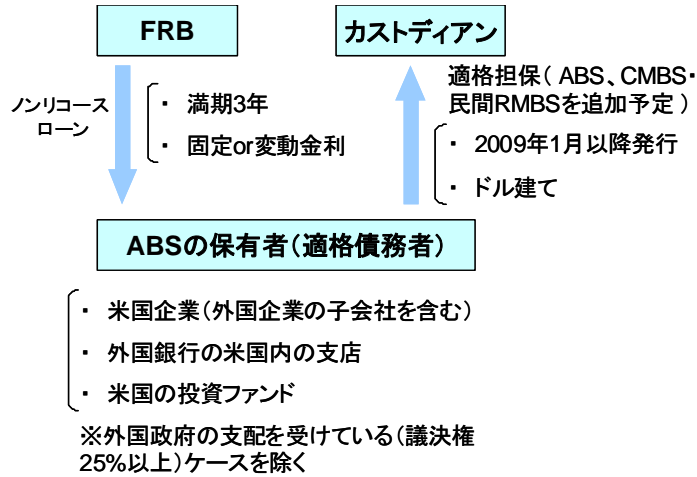 FRB
カストディアン
ノンリコース
ローン
・ 満期3年
・ 固定or変動金利
適格担保（ ABS、CMBS・
民間RMBSを追加予定 ）
・ 2009年1月以降発行
・ ドル建て
ABSの保有者（適格債務者）
・ 米国企業（外国企業の子会社を含む）
・ 外国銀行の米国内の支店
・ 米国の投資ファンド
※外国政府の支配を受けている（議決権
25%以上）ケースを除く